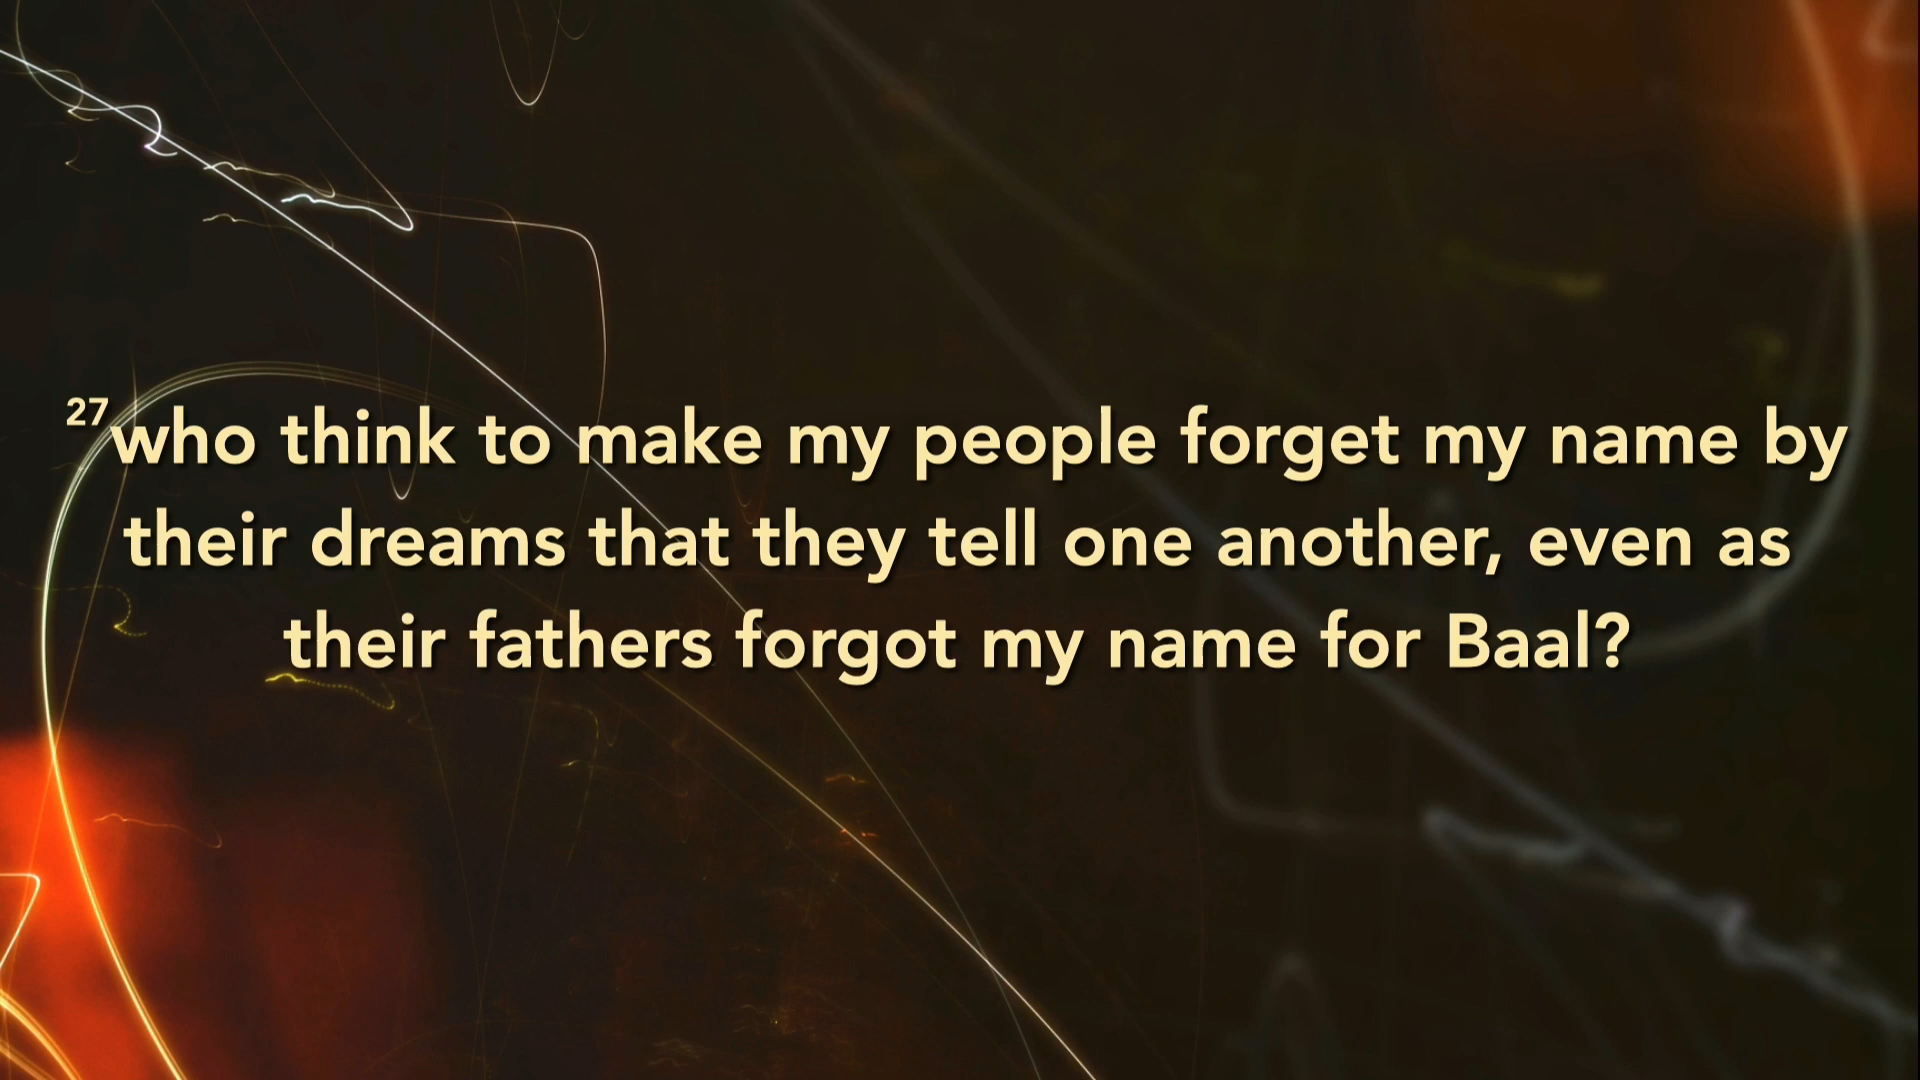 27who think to make my people forget my name by
their dreams that they tell one another, even as
their fathers forgot my name for Baal?